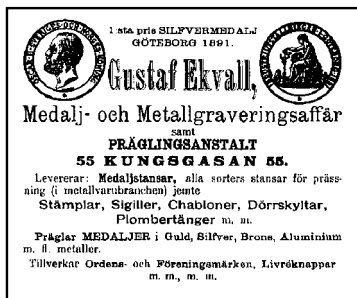 1:sta pris SILFVERMEDALJ
GÖTEBORG 1891.
Gustaf Ekvall,
Medalj- och Metallgraveringsaffär
samt
PRÄGLINGSANSTALT
55 KUNGSGASAN 55.
Levererar: Medaljstansar, alla sorters stansar för präss-
ning (i metallvarubranchen) jemte
Stämplar, Sigiller, Chabloner, Dörrskyltar,
Plombertänger m. m.
Präglar MEDALJER i Guld, Silfver, Brons, Aluminium
m. fl. metaller.
Tillverkar Ordens- och Föreningsmärken, Livréknappar
m. m., m. m.